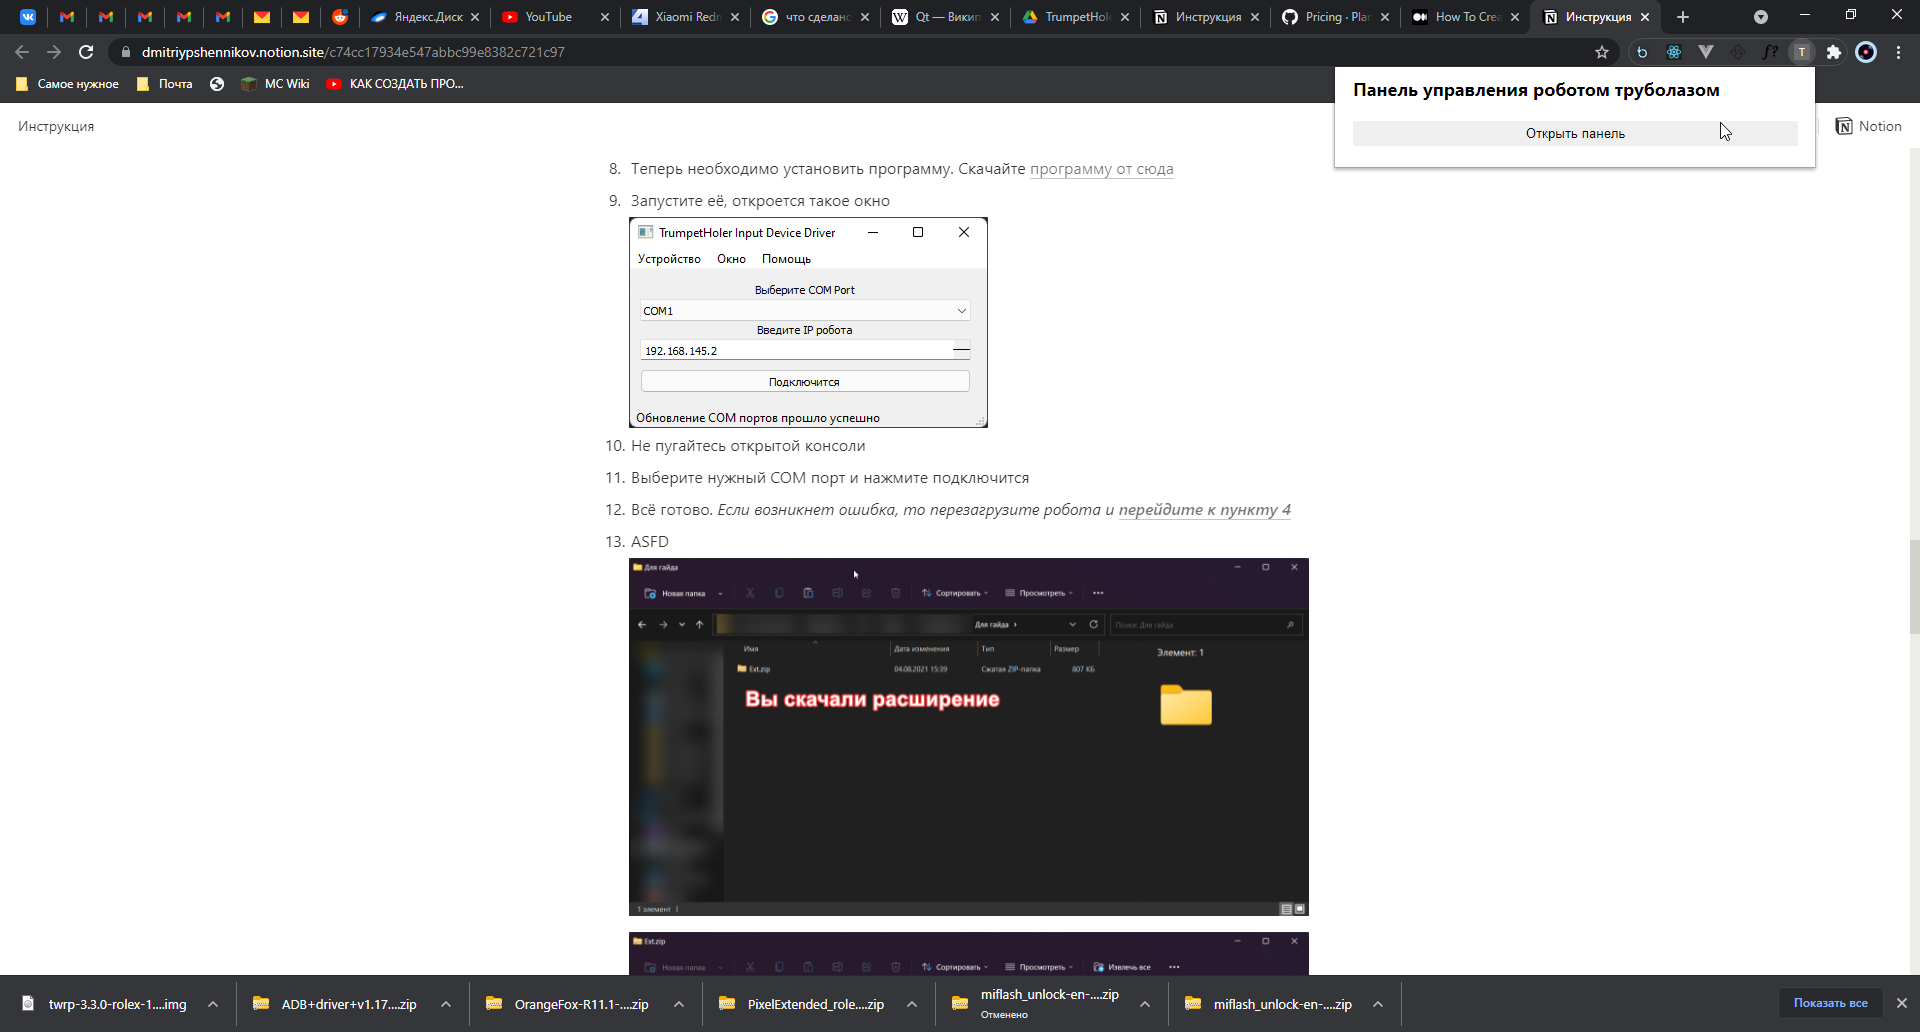 Яндекс.Диск
YouTube
Xiaomi Redm
что сделано
Qt — Викип
TrumpetHole
Инструкция
Pricing · Plan
How To Crea
Инструкция
dmitriypshennikov.notion.site/c74cc17934e547abbc99e8382c721c97
Самое нужное
Почта
MC Wiki
КАК СОЗДАТЬ ПРО...
Панель управления роботом труболазом
Открыть панель
Инструкция
Notion
8. Теперь необходимо установить программу. Скачайте программу от сюда
9. Запустите её, откроется такое окно
TrumpetHoler Input Device Driver
Устройство Окно Помощь
Выберите COM Port
COM1
Введите IP робота
192.168.145.2
Подключится
Обновление COM портов прошло успешно
10. Не пугайтесь открытой консоли
11. Выберите нужный COM порт и нажмите подключится
12. Всё готово. Если возникнет ошибка, то перезагрузите робота и перейдите к пункту 4
13. ASFD
Для гайда
Новая папка
Сортировать
Просмотреть
Для гайда
Поиск: Для гайда
Имя
Дата изменения
Тип
Размер
Элемент: 1
Ext.zip
04.08.2021 15:39
Сжатая ZIP-папка
807 КБ
Вы скачали расширение
1 элемент
Ext.zip
Новая папка
Сортировать
Просмотреть
Извлечь все
twrp-3.3.0-rolex-1....img
ADB+driver+v1.17....zip
OrangeFox-R11.1-....zip
PixelExtended_role....zip
miflash_unlock-en-....zip
Отменено
miflash_unlock-en-....zip
Показать все